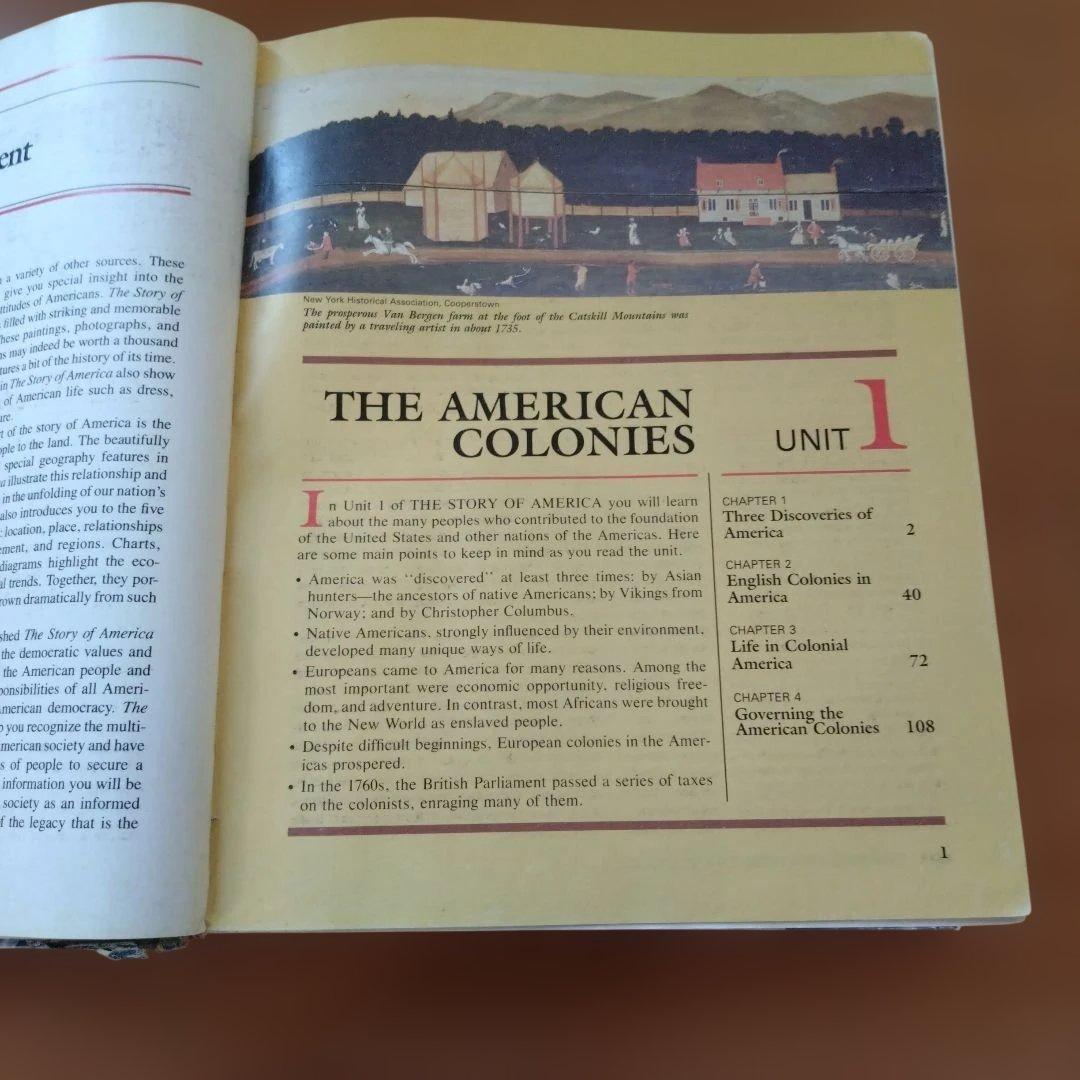 ent
a variety of other sources. These
give you special insight into the
ttitudes of Americans. The Story of
filled with striking and memorable
hese paintings, photographs, and
s may indeed be worth a thousand
tures a bit of the history of its time.
in The Story of America also show
of American life such as dress,
ure.
t of the story of America is the
ple to the land. The beautifully
special geography features in
a illustrate this relationship and
in the unfolding of our nation's
also introduces you to the five
: location, place, relationships
ement, and regions. Charts,
diagrams highlight the eco-
al trends. Together, they por-
rown dramatically from such
shed The Story of America
the democratic values and
the American people and
ponsibilities of all Ameri-
merican democracy. The
p you recognize the multi-
merican society and have
s of people to secure a
information you will be
society as an informed
f the legacy that is the
New York Historical Association, Cooperstown
The prosperous Van Bergen farm at the foot of the Catskill Mountains was
painted by a traveling artist in about 1735.
THE AMERICAN
COLONIES
UNIT 1
In Unit 1 of THE STORY OF AMERICA you will learn
about the many peoples who contributed to the foundation
of the United States and other nations of the Americas. Here
are some main points to keep in mind as you read the unit.
• America was "discovered" at least three times: by Asian
hunters—the ancestors of native Americans; by Vikings from
Norway; and by Christopher Columbus.
• Native Americans, strongly influenced by their environment,
developed many unique ways of life.
• Europeans came to America for many reasons. Among the
most important were economic opportunity, religious free-
dom, and adventure. In contrast, most Africans were brought
to the New World as enslaved people.
• Despite difficult beginnings, European colonies in the Amer-
icas prospered.
• In the 1760s, the British Parliament passed a series of taxes
on the colonists, enraging many of them.
CHAPTER 1
Three Discoveries of
America 2
CHAPTER 2
English Colonies in
America 40
CHAPTER 3
Life in Colonial
America 72
CHAPTER 4
Governing the
American Colonies 108
1